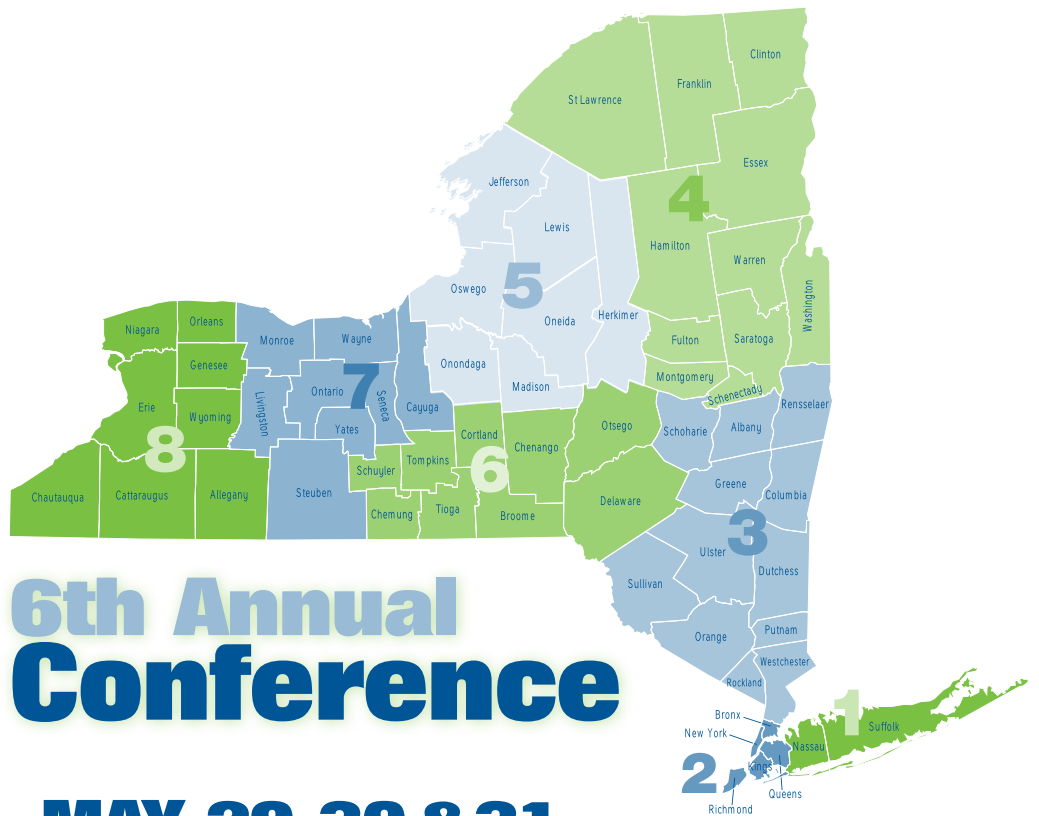 Clinton
Franklin
St Lawrence
Essex
4
Jefferson
Lewis
Hamilton
Warren
5
Oswego
Washington
Oneida
Herkimer
Niagara
Orleans
Monroe
Wayne
Fulton
Saratoga
Genesee
Onondaga
Montgomery
7
Ontario
Madison
Schenectady
Seneca
Livingston
Cayuga
Rensselaer
Erie
Wyoming
Yates
Otsego
Schoharie
Albany
Cortland
Chenango
8
6
Tompkins
Schuyler
Greene
Columbia
Chautauqua
Cattaraugus
Allegany
Steuben
Delaware
Tioga
Chemung
Broome
3
Ulster
Dutchess
Sullivan
6th Annual
Conference
Orange
Putnam
Westchester
Rockland
1
Bronx
Suffolk
New York
Nassau
2
Kings
Queens
Richmond